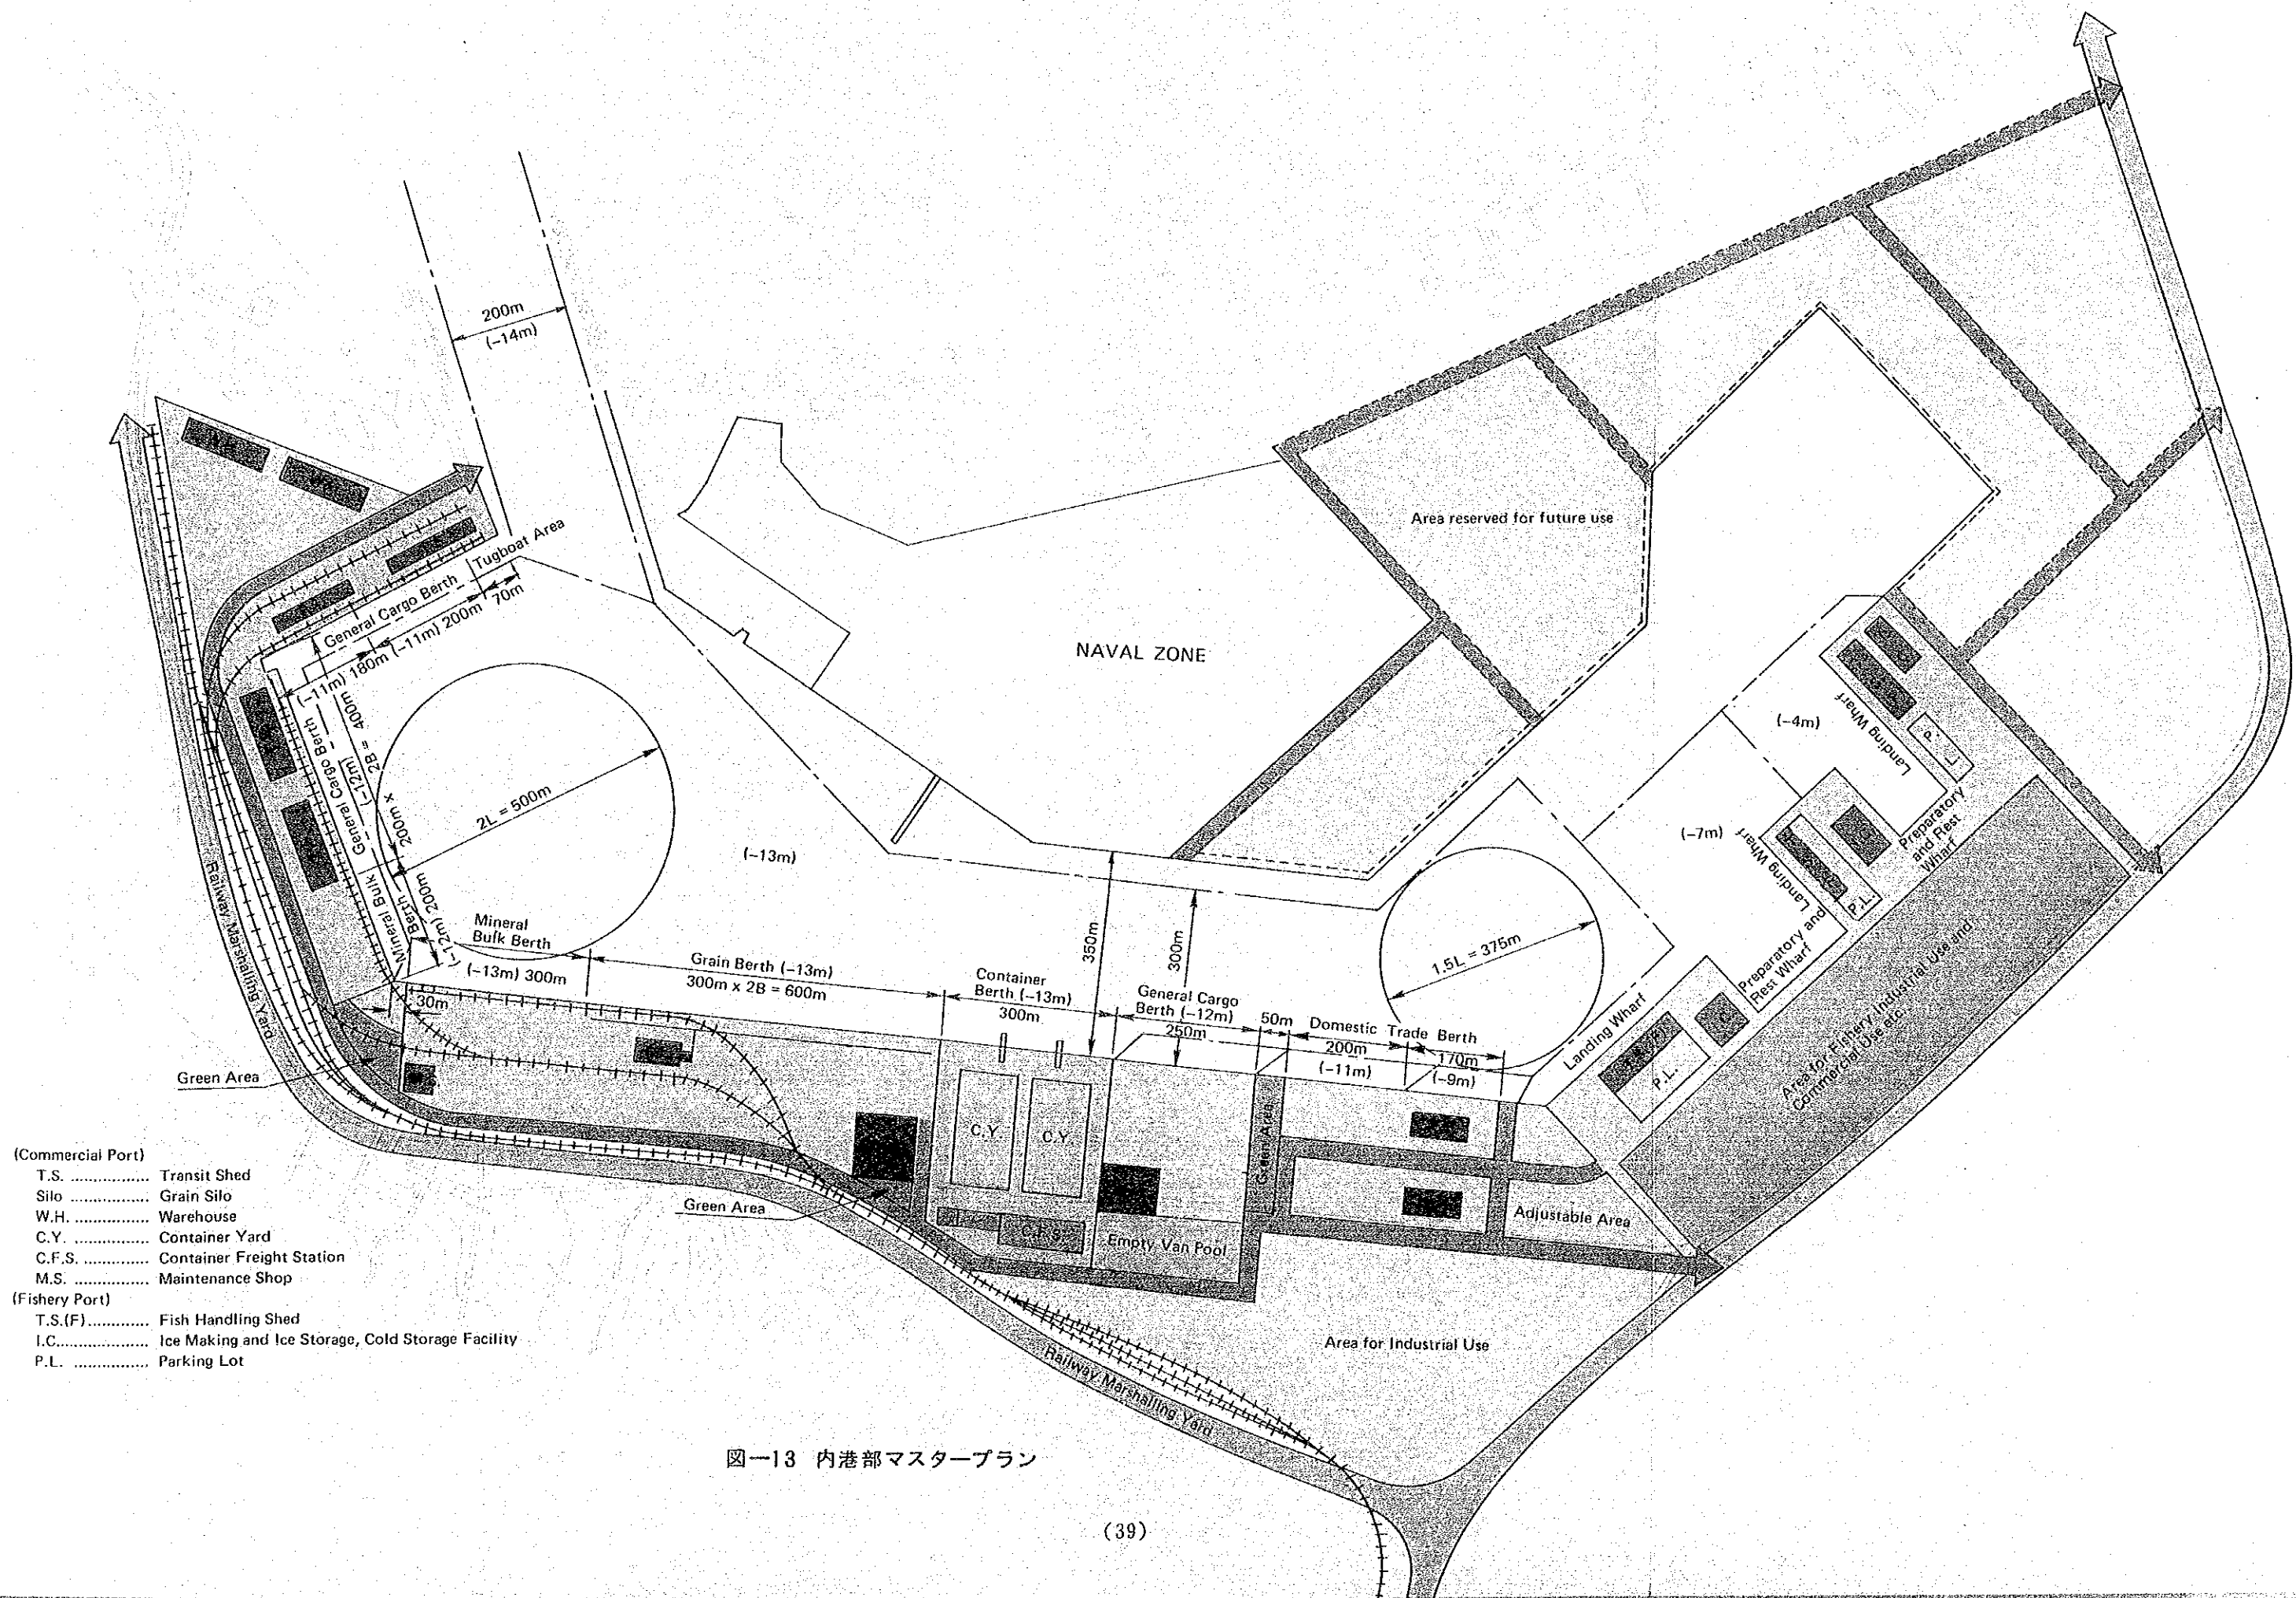 200m
(-14m)
Tugboat Area
General Cargo Berth
70m
(-11m) 200m
(-11m) 180m
General Cargo Berth
(-12m)
200m x
2B = 400m
Mineral Bulk
Berth
(-12m) 200m
2L = 500m
(-13m)
NAVAL ZONE
Area reserved for future use
Mineral
Bulk Berth
(-13m) 300m
30m
Grain Berth (-13m)
300m x 2B = 600m
Container
Berth (-13m)
300m
350m
300m
General Cargo
Berth (-12m)
250m
50m
Domestic Trade Berth
200m
(-11m)
170m
(-9m)
1.5L = 375m
(-4m)
(-7m)
Landing Wharf
P.L.
Preparatory
and Rest
Wharf
Landing Wharf
P.L.
Preparatory and
Rest Wharf
Landing Wharf
P.L.
Area for Fishery Industrial Use and
Commercial Use etc.
Railway Marshalling Yard
Green Area
M.S.
Green Area
C.Y.
C.Y.
C.F.S.
Empty Van Pool
Green Area
Adjustable Area
Area for Industrial Use
Railway Marshalling Yard
(Commercial Port)
T.S. ................ Transit Shed
Silo ................ Grain Silo
W.H. ................ Warehouse
C.Y. ................ Container Yard
C.F.S. ............. Container Freight Station
M.S. ................ Maintenance Shop
(Fishery Port)
T.S.(F)............. Fish Handling Shed
I.C................... Ice Making and Ice Storage, Cold Storage Facility
P.L. ................ Parking Lot
図—13 内港部マスタープラン
(39)